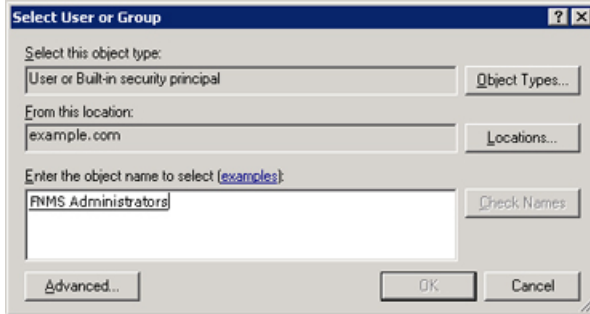 Select User or Group
Select this object type:
User or Built-in security principal
Object Types...
From this location:
example.com
Locations...
Enter the object name to select (examples):
FNMS Administrators
Check Names
Advanced...
OK
Cancel